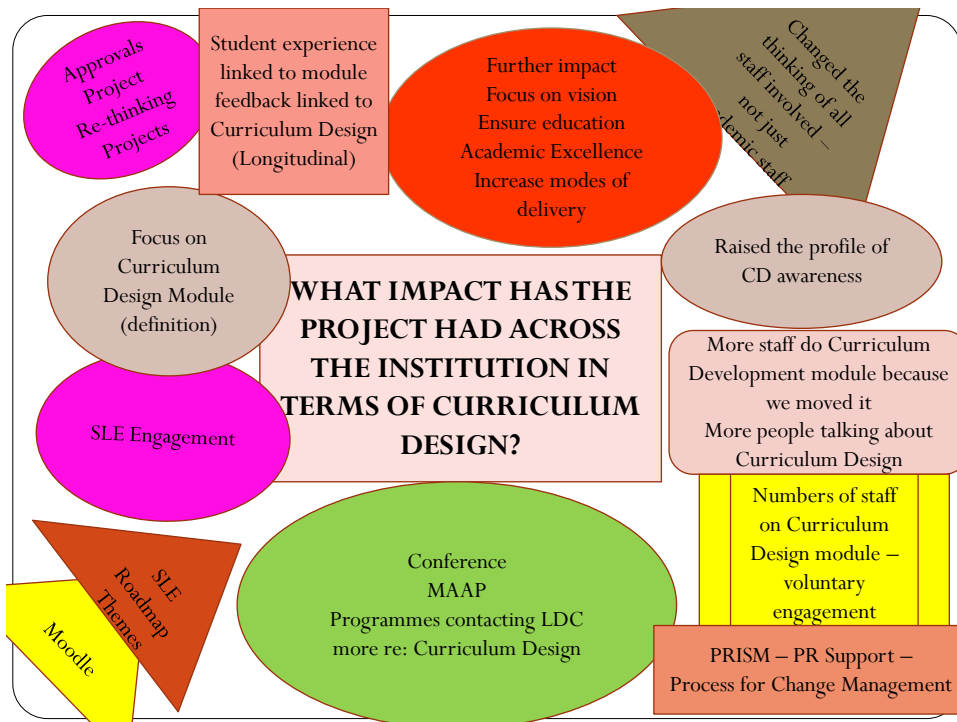 Approvals
Project
Re-thinking
Projects
Student experience
linked to module
feedback linked to
Curriculum Design
(Longitudinal)
Further impact
Focus on vision
Ensure education
Academic Excellence
Increase modes of
delivery
Changed the
thinking of all
staff involved –
not just
ademic staff
Focus on
Curriculum
Design Module
(definition)
WHAT IMPACT HAS THE
PROJECT HAD ACROSS
THE INSTITUTION IN
TERMS OF CURRICULUM
DESIGN?
Raised the profile of
CD awareness
More staff do Curriculum
Development module because
we moved it
More people talking about
Curriculum Design
SLE Engagement
Numbers of staff
on Curriculum
Design module –
voluntary
engagement
SLE
Roadmap
Themes
Moodle
Conference
MAAP
Programmes contacting LDC
more re: Curriculum Design
PRISM – PR Support –
Process for Change Management